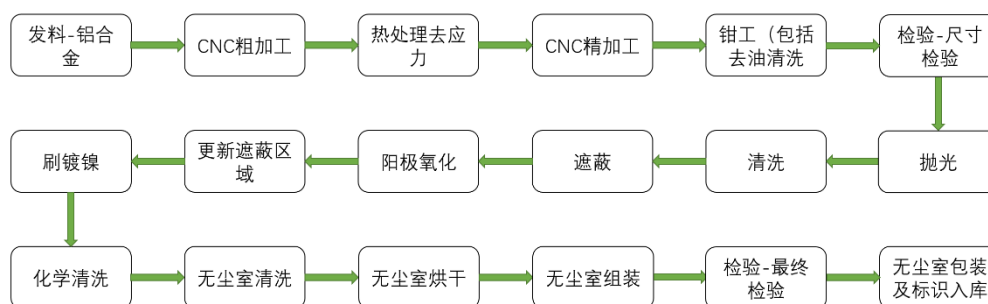 发料-铝合
金
CNC粗加工
热处理去应
力
CNC精加工
钳工（包括
去油清洗
检验-尺寸
检验
刷镀镍
更新遮蔽区
域
阳极氧化
遮蔽
清洗
抛光
化学清洗
无尘室清洗
无尘室烘干
无尘室组装
检验-最终
检验
无尘室包装
及标识入库